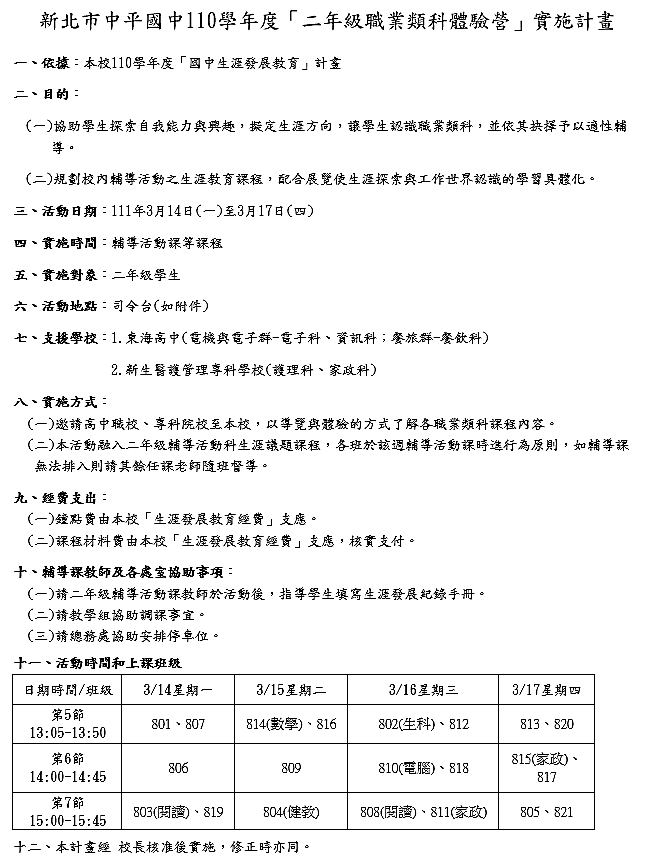 新北市中平國中110學年度「二年級職業類科體驗營」實施計畫
一、依據：本校110學年度「國中生涯發展教育」計畫
二、目的：
(一)協助學生探索自我能力與興趣，擬定生涯方向，讓學生認識職業類科，並依其抉擇予以適性輔
導。
(二)規劃校內輔導活動之生涯教育課程，配合展覽使生涯探索與工作世界認識的學習具體化。
三、活動日期：111年3月14日(一)至3月17日(四)
四、實施時間：輔導活動課等課程
五、實施對象：二年級學生
六、活動地點：司令台(如附件)
七、支援學校：1.東海高中(電機與電子群-電子科、資訊科；餐旅群-餐飲科)
2.新生醫護管理專科學校(護理科、家政科)
八、實施方式：
(一)邀請高中職校、專科院校至本校，以導覽與體驗的方式了解各職業類科課程內容。
(二)本活動融入二年級輔導活動科生涯議題課程，各班於該週輔導活動課時進行為原則，如輔導課
無法排入則請其餘任課老師隨班督導。
九、經費支出：
(一)鐘點費由本校「生涯發展教育經費」支應。
(二)課程材料費由本校「生涯發展教育經費」支應，核實支付。
十、輔導課教師及各處室協助事項：
(一)請二年級輔導活動課教師於活動後，指導學生填寫生涯發展紀錄手冊。
(二)請教學組協助調課事宜。
(三)請總務處協助安排停車位。
十一、活動時間和上課班級
日期時間/班級 3/14星期一 3/15星期二 3/16星期三 3/17星期四
第5節
13:05-13:50 801、807 814(數學)、816 802(生科)、812 813、820
第6節
14:00-14:45 806 809 810(電腦)、818 815(家政)、
817
第7節
15:00-15:45 803(閱讀)、819 804(健教) 808(閱讀)、811(家政) 805、821
十二、本計畫經 校長核准後實施，修正時亦同。